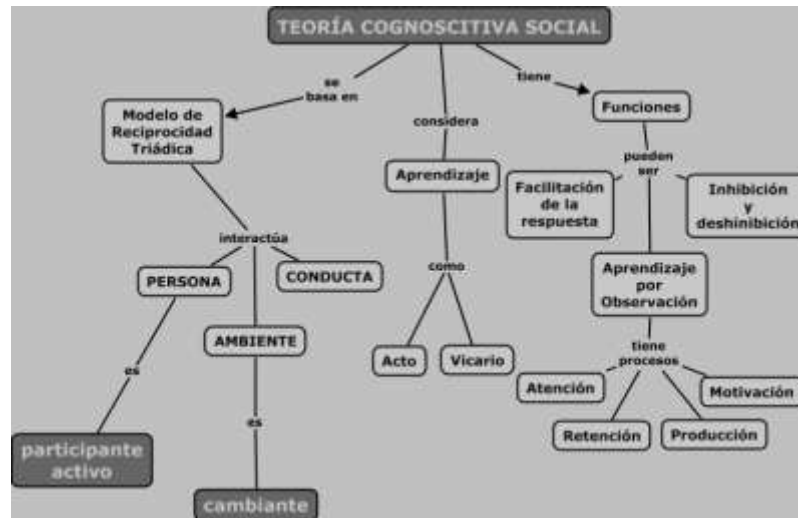 TEORÍA COGNOSCITIVA SOCIAL
se
basa en
tiene
considera
Modelo de
Reciprocidad
Triádica
Funciones
pueden
ser
Aprendizaje
Facilitación
de la
respuesta
Inhibición
y
deshinibición
interactúa
PERSONA
CONDUCTA
como
Aprendizaje
por
Observación
AMBIENTE
Acto
Vicario
tiene
procesos
es
Atención
Motivación
Retención
Producción
es
participante
activo
cambiante